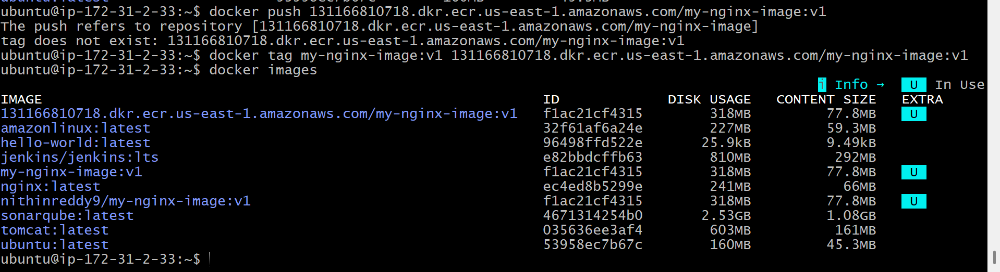 ubuntu@ip-172-31-2-33:~$ docker push 131166810718.dkr.ecr.us-east-1.amazonaws.com/my-nginx-image:v1
The push refers to repository [131166810718.dkr.ecr.us-east-1.amazonaws.com/my-nginx-image]
tag does not exist: 131166810718.dkr.ecr.us-east-1.amazonaws.com/my-nginx-image:v1
ubuntu@ip-172-31-2-33:~$ docker tag my-nginx-image:v1 131166810718.dkr.ecr.us-east-1.amazonaws.com/my-nginx-image:v1
ubuntu@ip-172-31-2-33:~$ docker images
i Info → U In Use
IMAGE ID DISK USAGE CONTENT SIZE EXTRA
131166810718.dkr.ecr.us-east-1.amazonaws.com/my-nginx-image:v1 f1ac21cf4315 318MB 77.8MB U
amazonlinux:latest 32f61af6a24e 227MB 59.3MB
hello-world:latest 96498ffd522e 25.9kB 9.49kB
jenkins/jenkins:lts e82bbdcffb63 810MB 292MB
my-nginx-image:v1 f1ac21cf4315 318MB 77.8MB U
nginx:latest ec4ed8b5299e 241MB 66MB
nithinreddy9/my-nginx-image:v1 f1ac21cf4315 318MB 77.8MB U
sonarqube:latest 4671314254b0 2.53GB 1.08GB
tomcat:latest 035636ee3af4 603MB 161MB
ubuntu:latest 53958ec7b67c 160MB 45.3MB
ubuntu@ip-172-31-2-33:~$